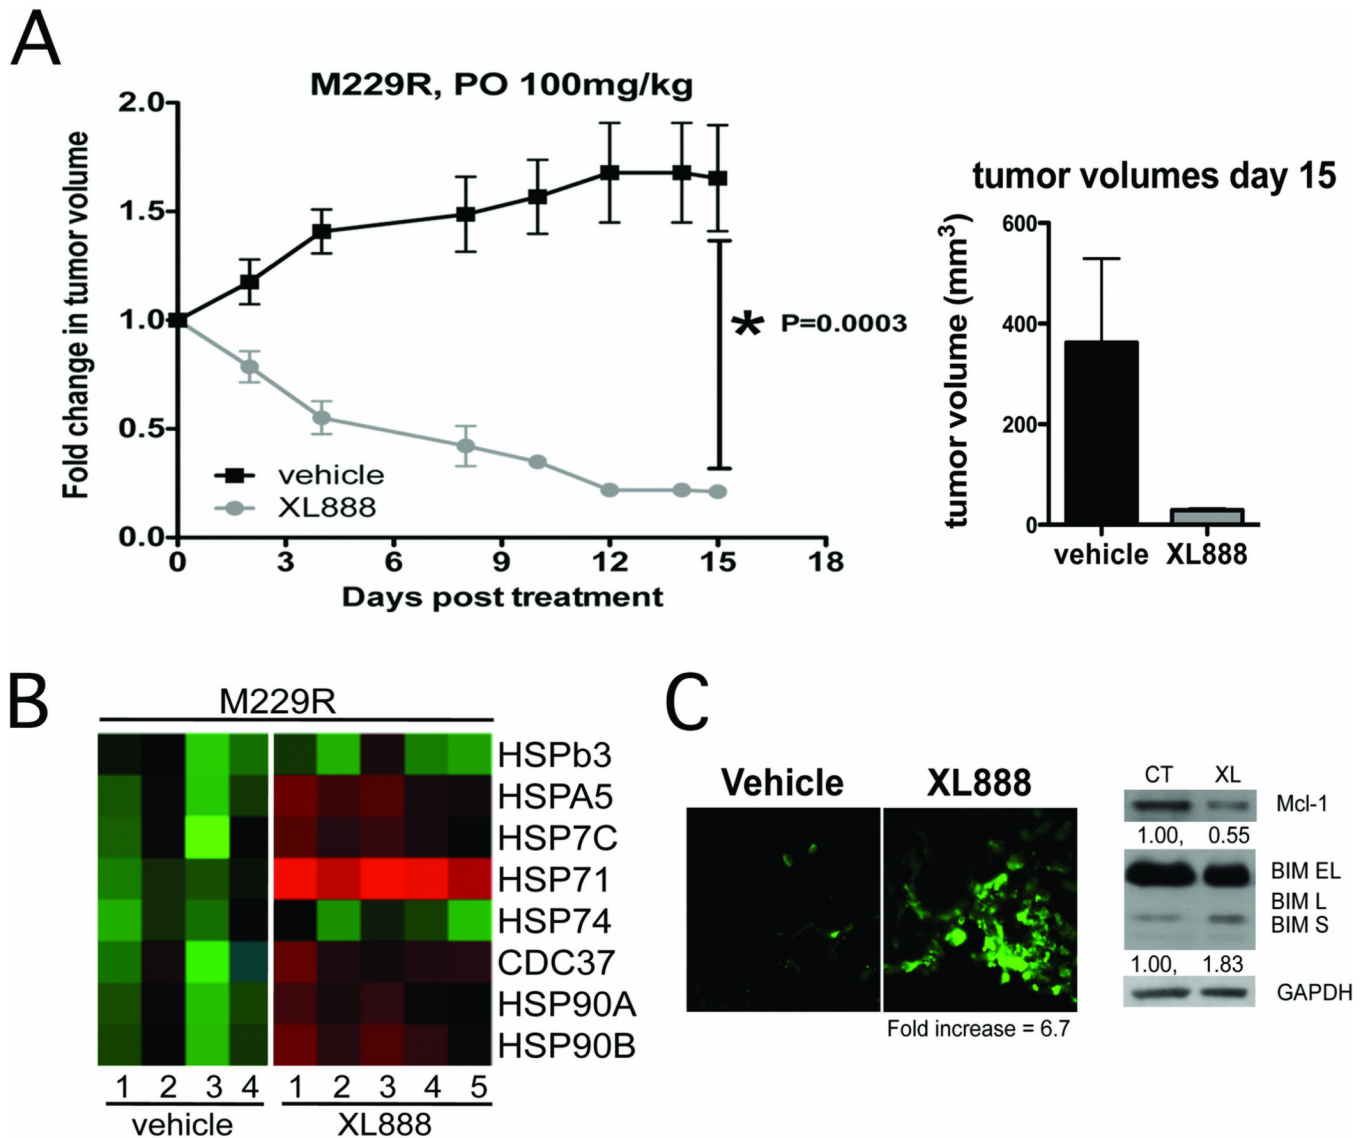 A
M229R, PO 100mg/kg
Fold change in tumor volume
2.0
1.5
1.0
0.5
0.0
0 3 6 9 12 15 18
Days post treatment
vehicle
XL888
* P=0.0003
tumor volumes day 15
tumor volume (mm3)
600
400
200
0
vehicle XL888
B
M229R
HSPb3
HSPA5
HSP7C
HSP71
HSP74
CDC37
HSP90A
HSP90B
1 2 3 4 1 2 3 4 5
vehicle XL888
C
Vehicle XL888
Fold increase = 6.7
CT XL
Mcl-1
1.00, 0.55
BIM EL
BIM L
BIM S
1.00, 1.83
GAPDH